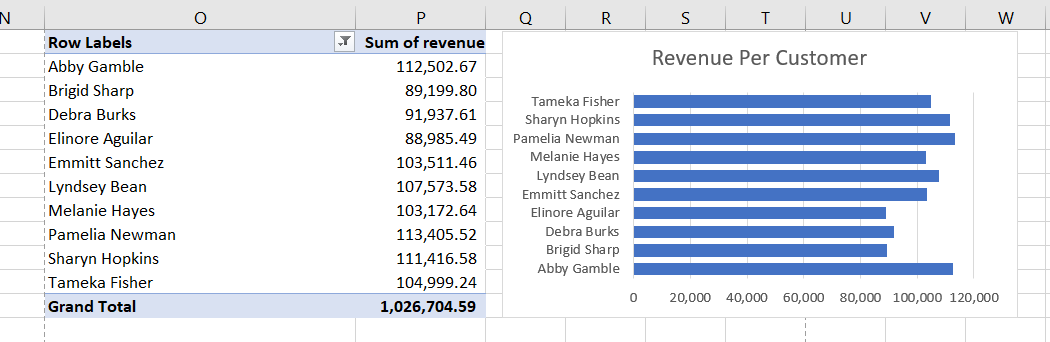 N O P Q R S T U V W
Row Labels Sum of revenue
Abby Gamble 112,502.67
Brigid Sharp 89,199.80
Debra Burks 91,937.61
Elinore Aguilar 88,985.49
Emmitt Sanchez 103,511.46
Lyndsey Bean 107,573.58
Melanie Hayes 103,172.64
Pamelia Newman 113,405.52
Sharyn Hopkins 111,416.58
Tameka Fisher 104,999.24
Grand Total 1,026,704.59
Revenue Per Customer
Tameka Fisher
Sharyn Hopkins
Pamelia Newman
Melanie Hayes
Lyndsey Bean
Emmitt Sanchez
Elinore Aguilar
Debra Burks
Brigid Sharp
Abby Gamble
0 20,000 40,000 60,000 80,000 100,000 120,000